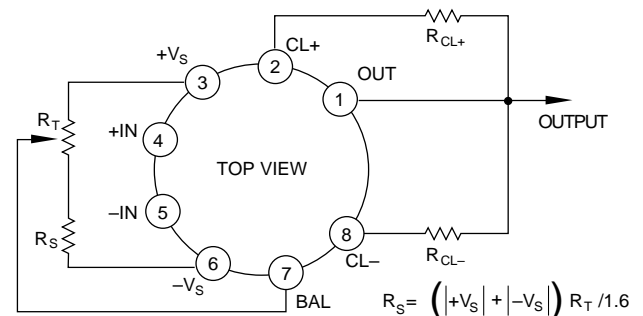 R_CL+
CL+
+V_S
2
3
OUT
1
R_T
+IN
4
OUTPUT
TOP VIEW
–IN
5
R_S
8
R_CL–
6
CL–
–V_S
7
BAL
R_S= (|+V_S| + |–V_S|) R_T /1.6